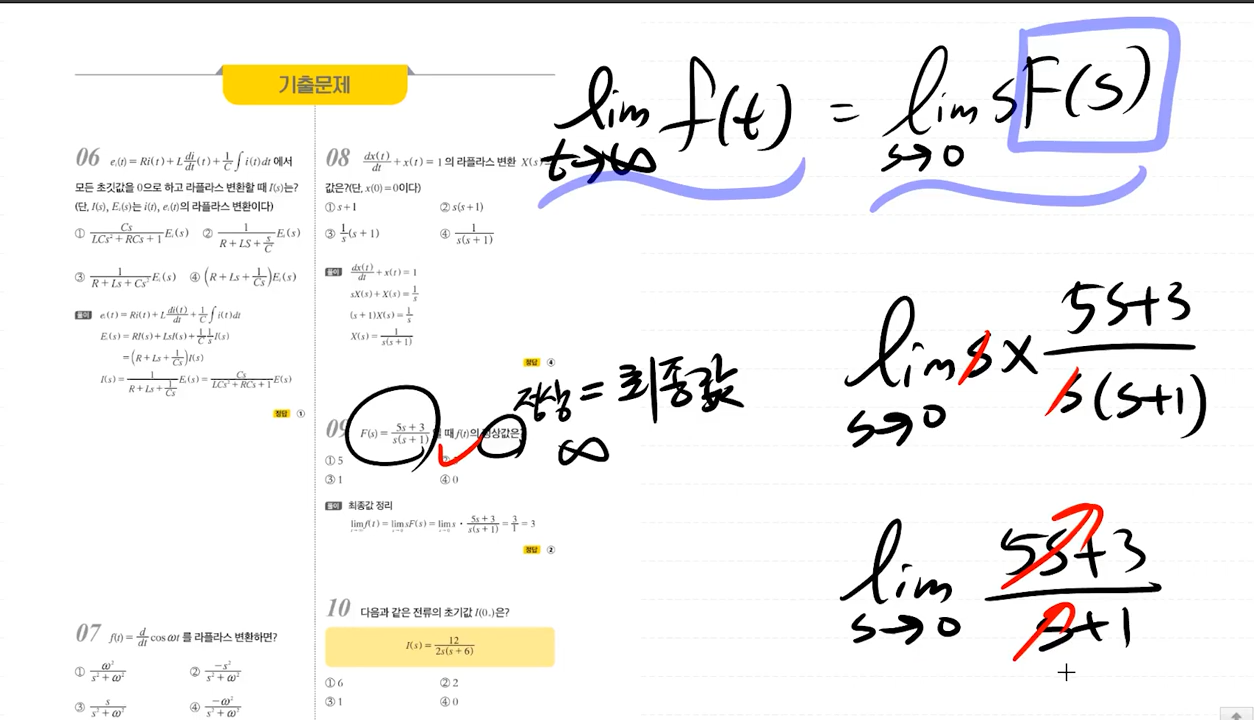 기출문제
06 eᵢ(t) = Ri(t) + L di/dt (t) + 1/C ∫ i(t)dt 에서
모든 초깃값을 0으로 하고 라플라스 변환할 때 I(s)는?
(단, I(s), Eᵢ(s)는 i(t), eᵢ(t)의 라플라스 변환이다)
① Cs/(LCs² + RCs + 1) Eᵢ(s) ② 1/(R + LS + s/C) Eᵢ(s)
③ 1/(R + Ls + Cs²) Eᵢ(s) ④ (R + Ls + 1/Cs)Eᵢ(s)
풀이 eᵢ(t) = Ri(t) + L di(t)/dt + 1/C ∫ i(t)dt
Eᵢ(s) = RI(s) + LsI(s) + 1/C 1/s I(s)
= (R + Ls + 1/Cs)I(s)
I(s) = 1/(R + Ls + 1/Cs) Eᵢ(s) = Cs/(LCs² + RCs + 1) E(s)
정답 ①
07 f(t) = d/dt cos ωt 를 라플라스 변환하면?
① ω²/(s² + ω²) ② −s²/(s² + ω²)
③ s/(s² + ω²) ④ −ω²/(s² + ω²)
08 dx(t)/dt + x(t) = 1 의 라플라스 변환 X(s)
값은?(단, x(0) = 0이다)
① s + 1 ② s(s + 1)
③ 1/s (s + 1) ④ 1/s(s + 1)
풀이 dx(t)/dt + x(t) = 1
sX(s) + X(s) = 1/s
(s + 1)X(s) = 1/s
X(s) = 1/s(s + 1)
정답 ④
09 F(s) = (5s + 3)/s(s + 1) 때 f(t)의 정상값은?
① 5 ②
③ 1 ④ 0
풀이 최종값 정리
lim f(t) = lim sF(s) = lim s · (5s + 3)/s(s + 1) = 3/1 = 3
정답 ②
10 다음과 같은 전류의 초기값 I(0₊)은?
I(s) = 12/2s(s + 6)
① 6 ② 2
③ 1 ④ 0
lim t→∞ f(t) = lim s→0 sF(s)
정상 = 최종값
∞
lim s→0 s × (5s+3)/s(s+1)
lim s→0 (5s+3)/(s+1)